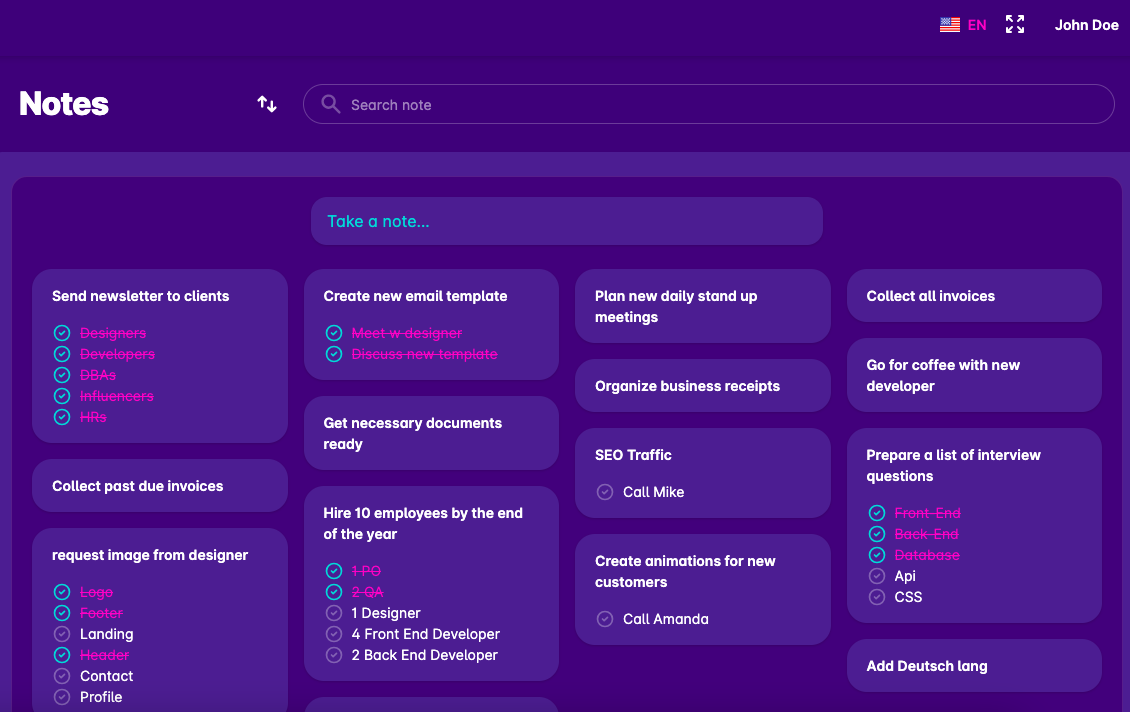 EN
John Doe
Notes
Search note
Take a note...
Send newsletter to clients
Designers
Developers
DBAs
Influencers
HRs
Collect past due invoices
request image from designer
Logo
Footer
Landing
Header
Contact
Profile
Create new email template
Meet w designer
Discuss new template
Get necessary documents
ready
Hire 10 employees by the end
of the year
1 PO
2 QA
1 Designer
4 Front End Developer
2 Back End Developer
Plan new daily stand up
meetings
Organize business receipts
SEO Traffic
Call Mike
Create animations for new
customers
Call Amanda
Collect all invoices
Go for coffee with new
developer
Prepare a list of interview
questions
Front-End
Back-End
Database
Api
CSS
Add Deutsch lang